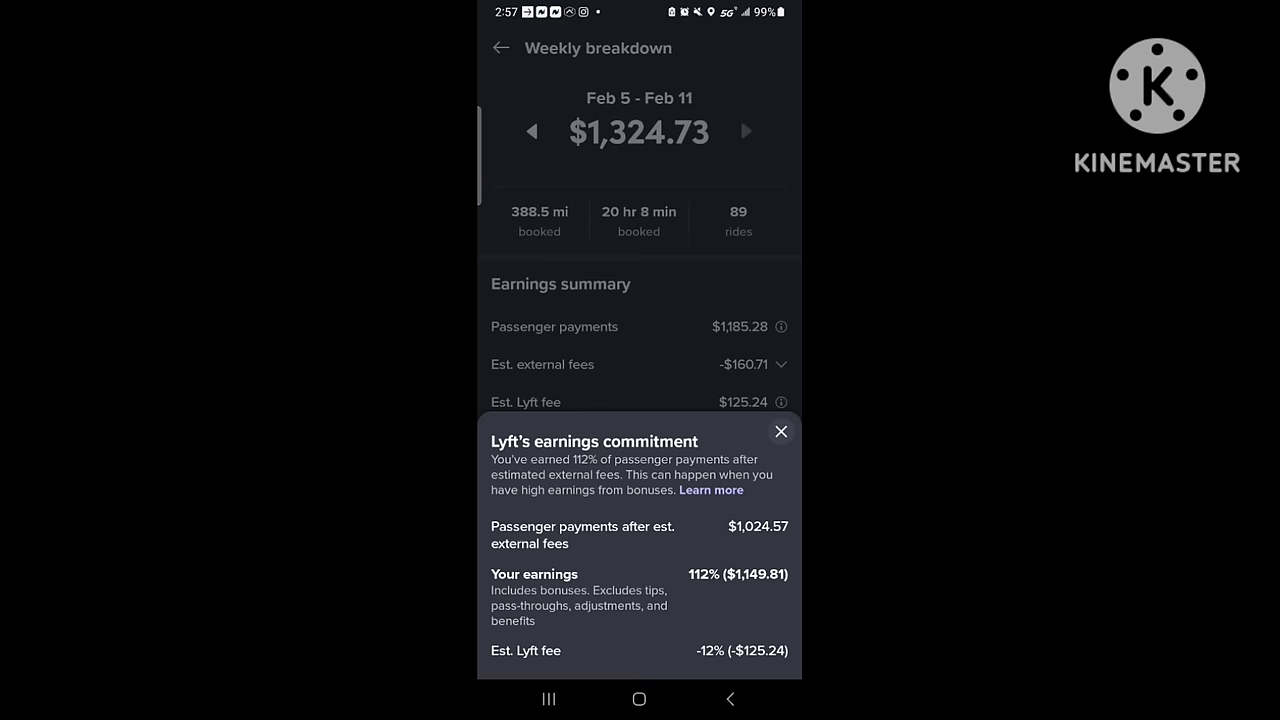 2:57
5G
99%
Weekly breakdown
Feb 5 - Feb 11
$1,324.73
388.5 mi 20 hr 8 min 89
booked booked rides
Earnings summary
Passenger payments $1,185.28
Est. external fees -$160.71
Est. Lyft fee $125.24
Lyft's earnings commitment
You've earned 112% of passenger payments after
estimated external fees. This can happen when you
have high earnings from bonuses. Learn more
Passenger payments after est. $1,024.57
external fees
Your earnings 112% ($1,149.81)
Includes bonuses. Excludes tips,
pass-throughs, adjustments, and
benefits
Est. Lyft fee -12% (-$125.24)
K
KINEMASTER